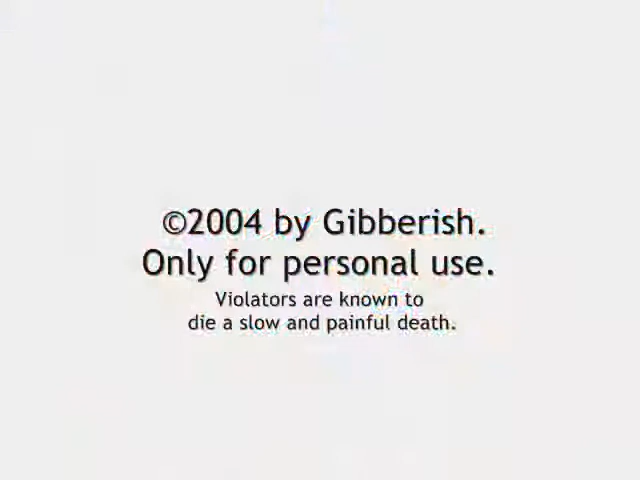 ©2004 by Gibberish.
Only for personal use.
Violators are known to
die a slow and painful death.